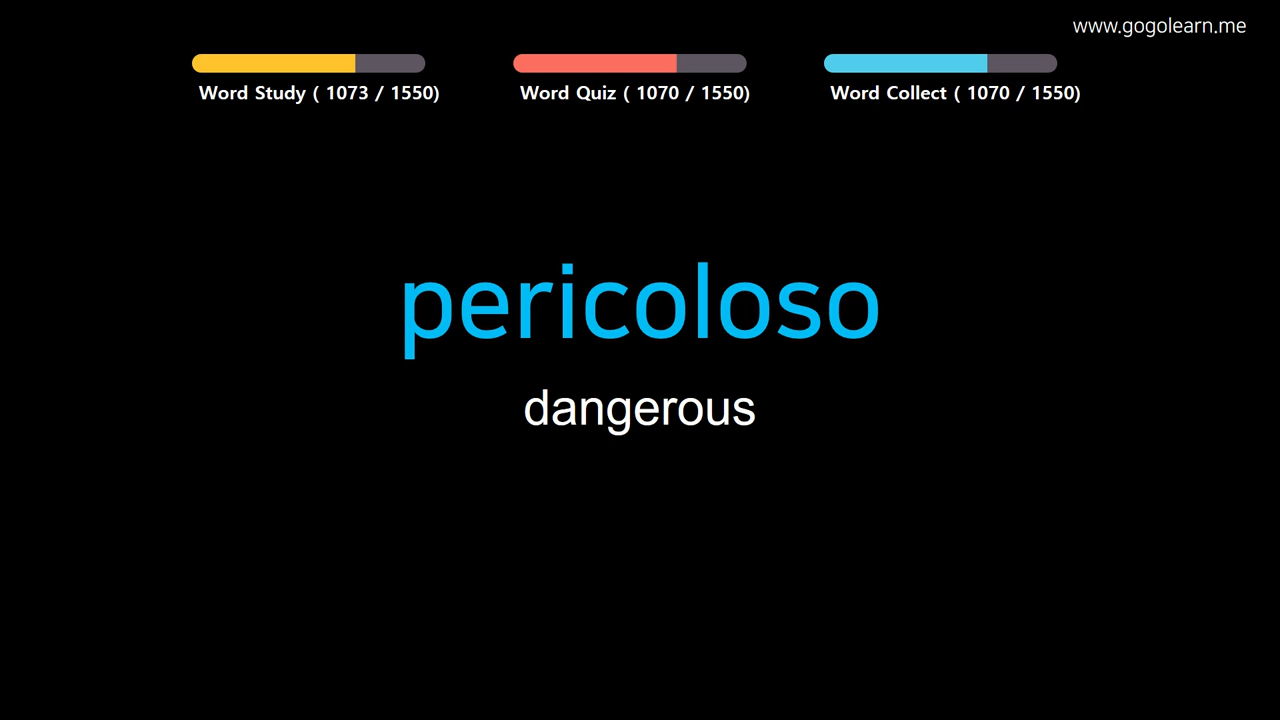 www.gogolearn.me
Word Study ( 1073 / 1550)
Word Quiz ( 1070 / 1550)
Word Collect ( 1070 / 1550)
pericoloso
dangerous